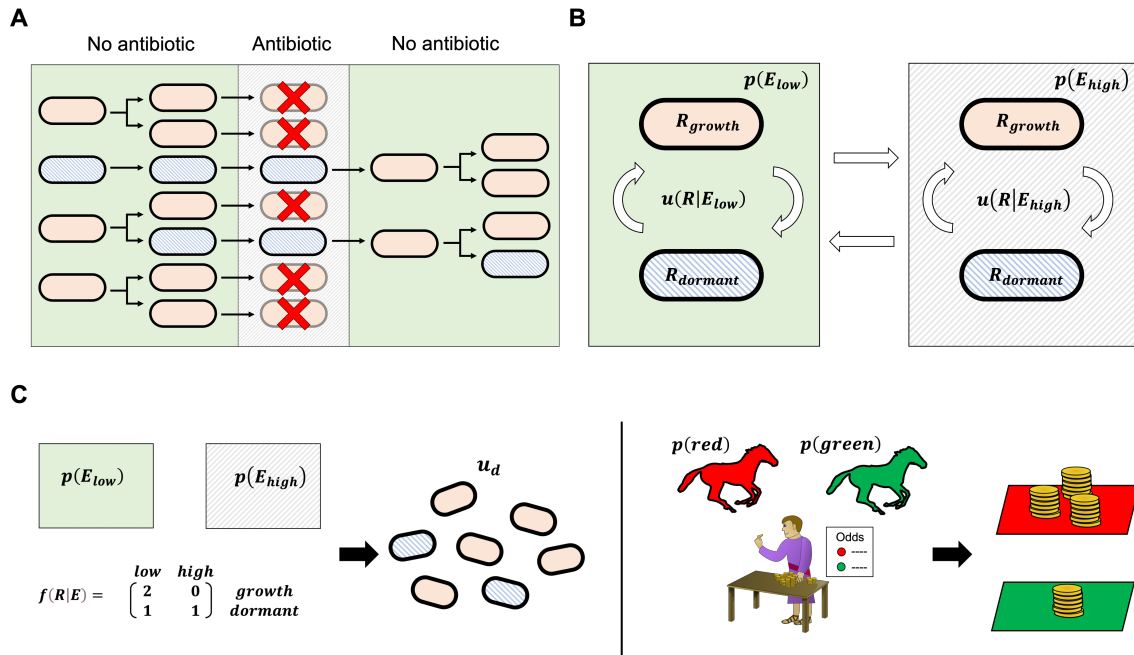 A
No antibiotic
Antibiotic
No antibiotic
B
p(E_low)
R_growth
u(R|E_low)
R_dormant
p(E_high)
R_growth
u(R|E_high)
R_dormant
C
p(E_low)
p(E_high)
u_d
low high
f(R|E) = 2 0 growth
1 1 dormant
p(red)
p(green)
Odds
----
----